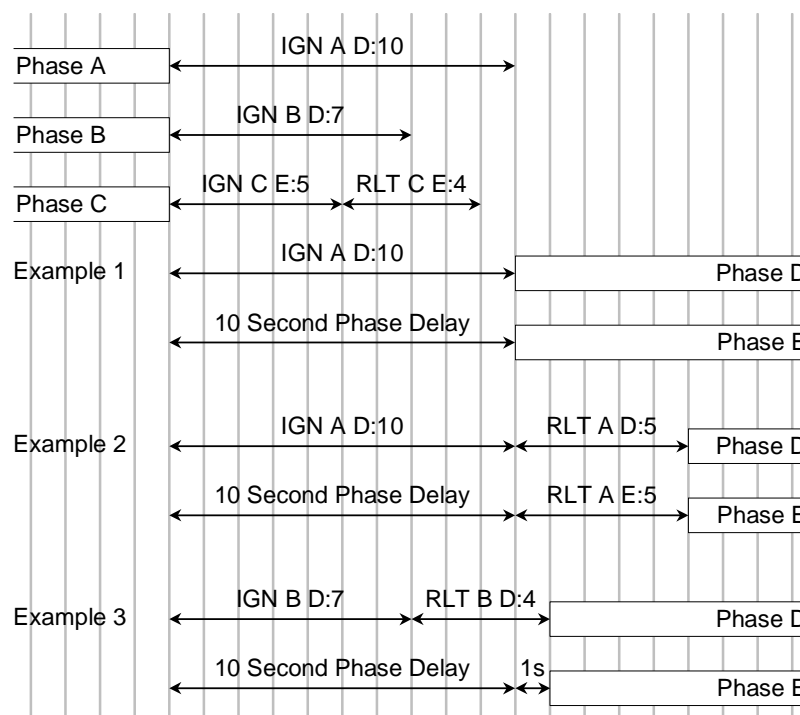 IGN A D:10
Phase A
IGN B D:7
Phase B
IGN C E:5 RLT C E:4
Phase C
IGN A D:10
Example 1 Phase D
10 Second Phase Delay
Phase E
IGN A D:10 RLT A D:5
Example 2 Phase D
10 Second Phase Delay RLT A E:5
Phase E
IGN B D:7 RLT B D:4
Example 3 Phase D
10 Second Phase Delay 1s
Phase E